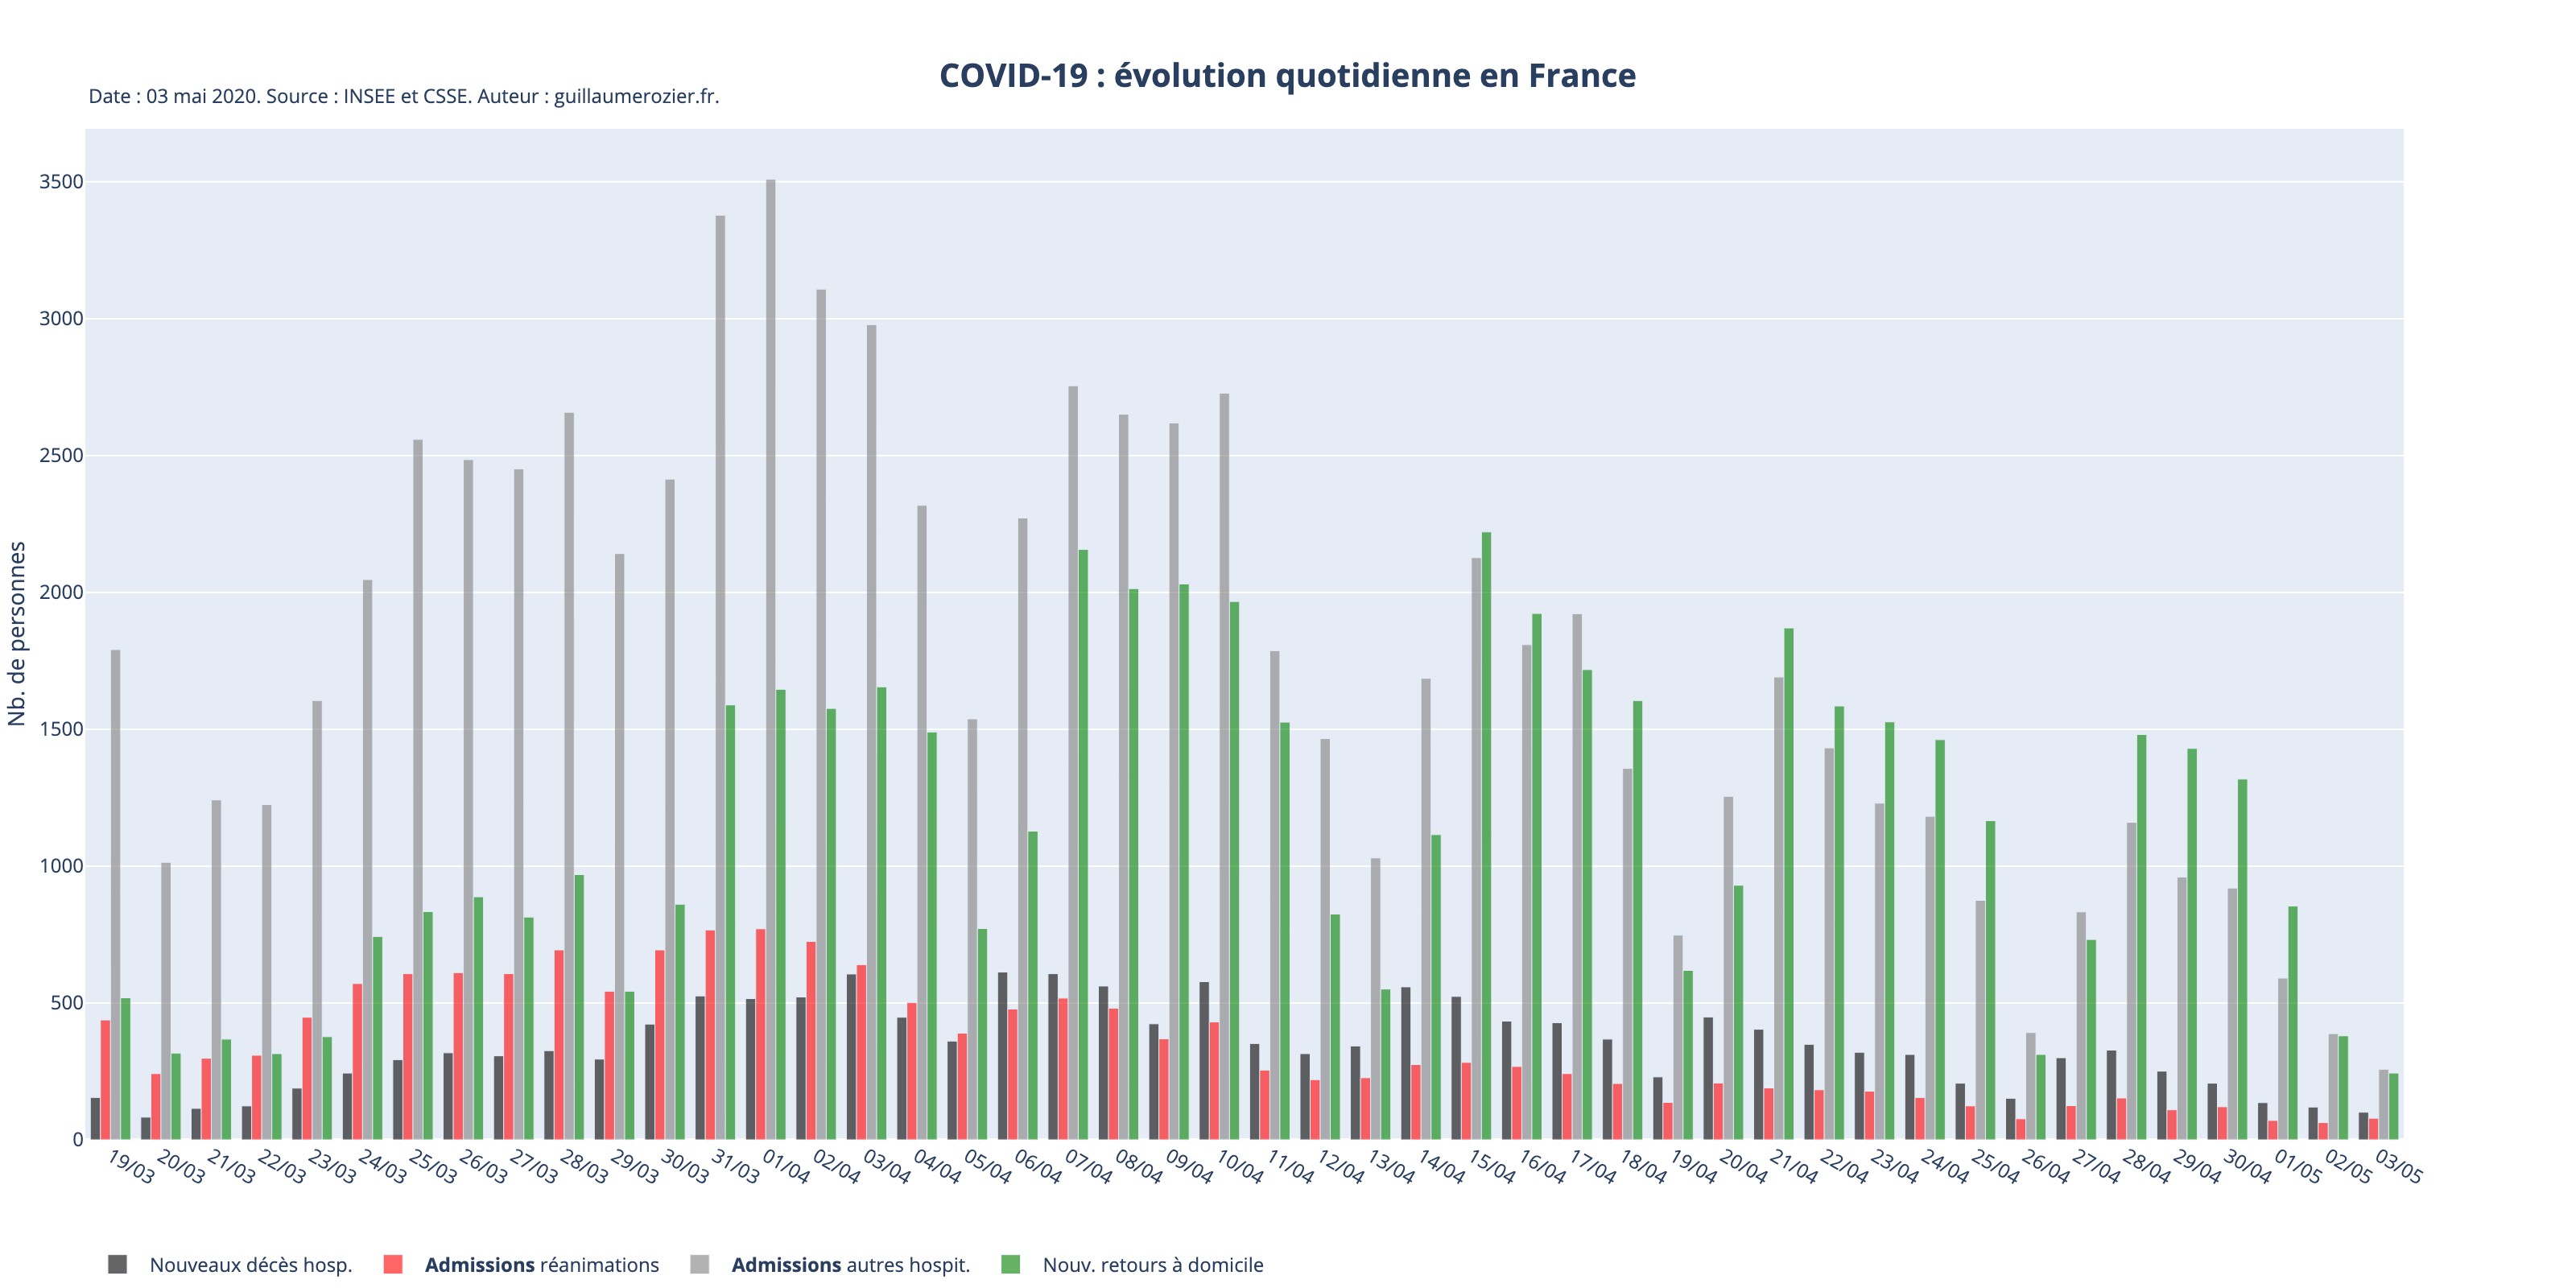 COVID-19 : évolution quotidienne en France
Date : 03 mai 2020. Source : INSEE et CSSE. Auteur : guillaumerozier.fr.
Nb. de personnes
3500
3000
2500
2000
1500
1000
500
0
19/03 20/03 21/03 22/03 23/03 24/03 25/03 26/03 27/03 28/03 29/03 30/03 31/03 01/04 02/04 03/04 04/04 05/04 06/04 07/04 08/04 09/04 10/04 11/04 12/04 13/04 14/04 15/04 16/04 17/04 18/04 19/04 20/04 21/04 22/04 23/04 24/04 25/04 26/04 27/04 28/04 29/04 30/04 01/05 02/05 03/05
Nouveaux décès hosp. Admissions réanimations Admissions autres hospit. Nouv. retours à domicile